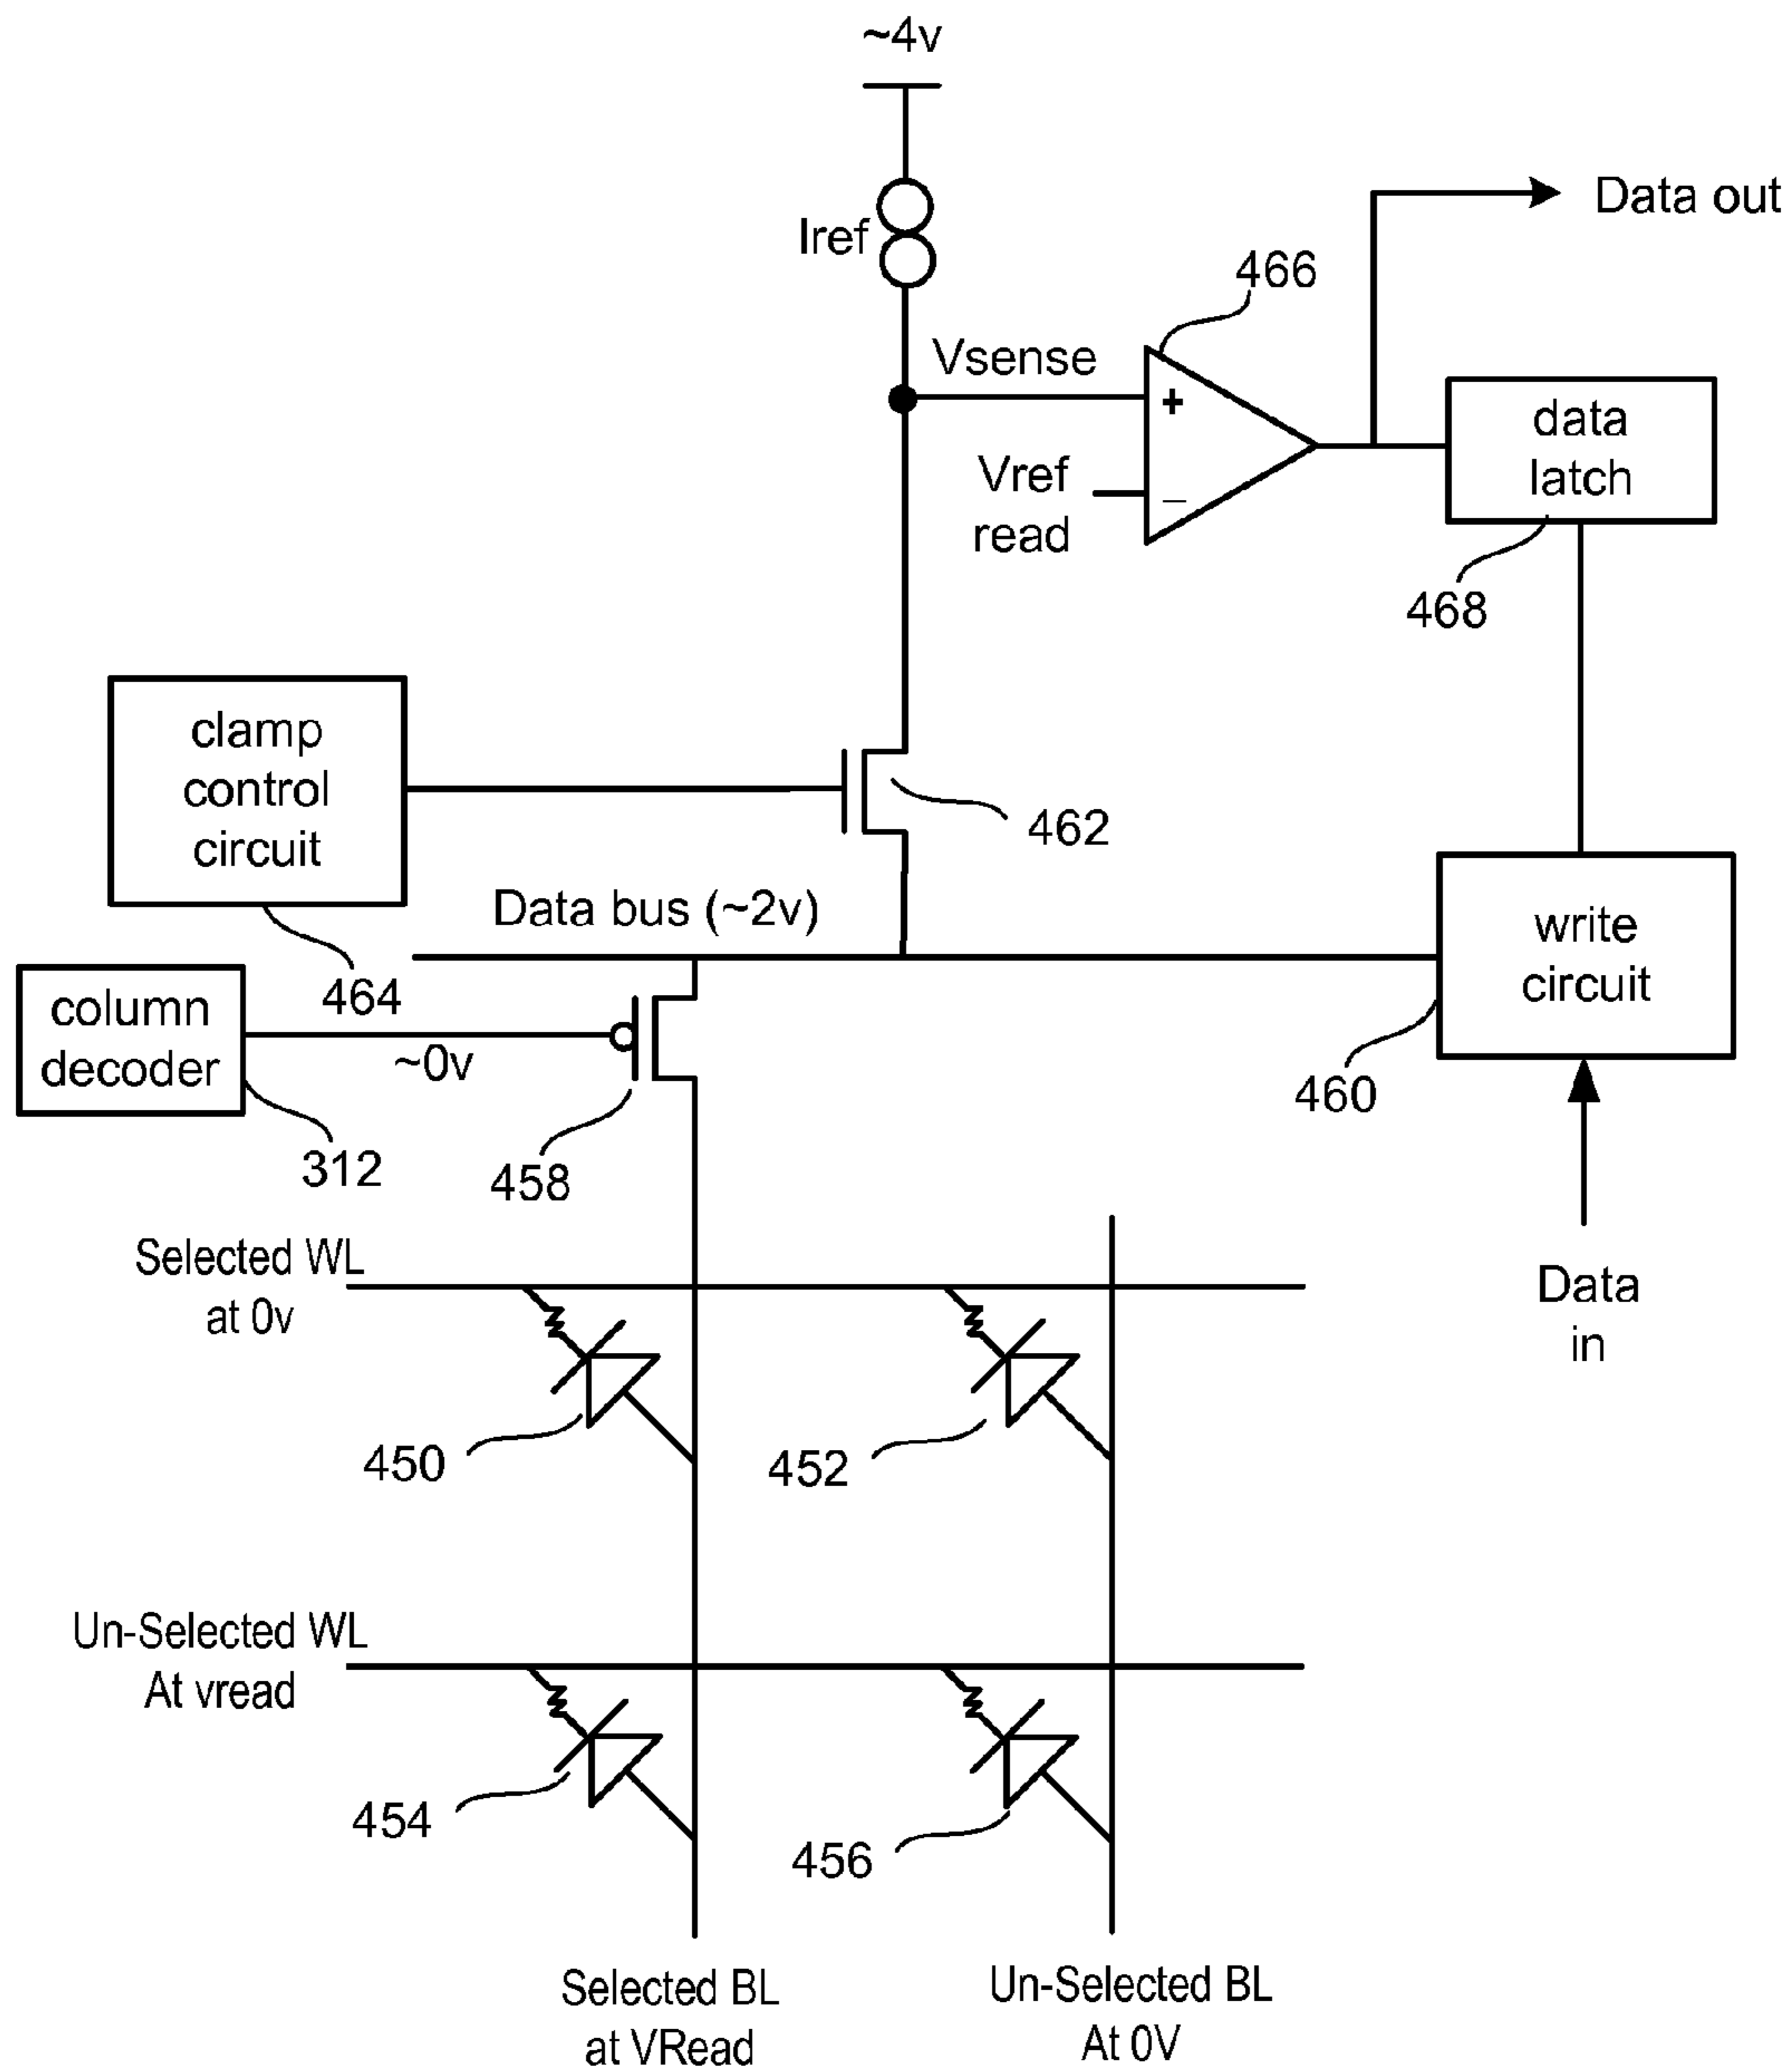 ~4v
Iref
Data out
466
Vsense
+
Vref
read
–
data
latch
468
clamp
control
circuit
462
Data bus (~2v)
464
write
circuit
column
decoder
~0v
460
312
458
Selected WL
at 0v
Data
in
450
452
Un-Selected WL
At vread
454
456
Selected BL
at VRead
Un-Selected BL
At 0V